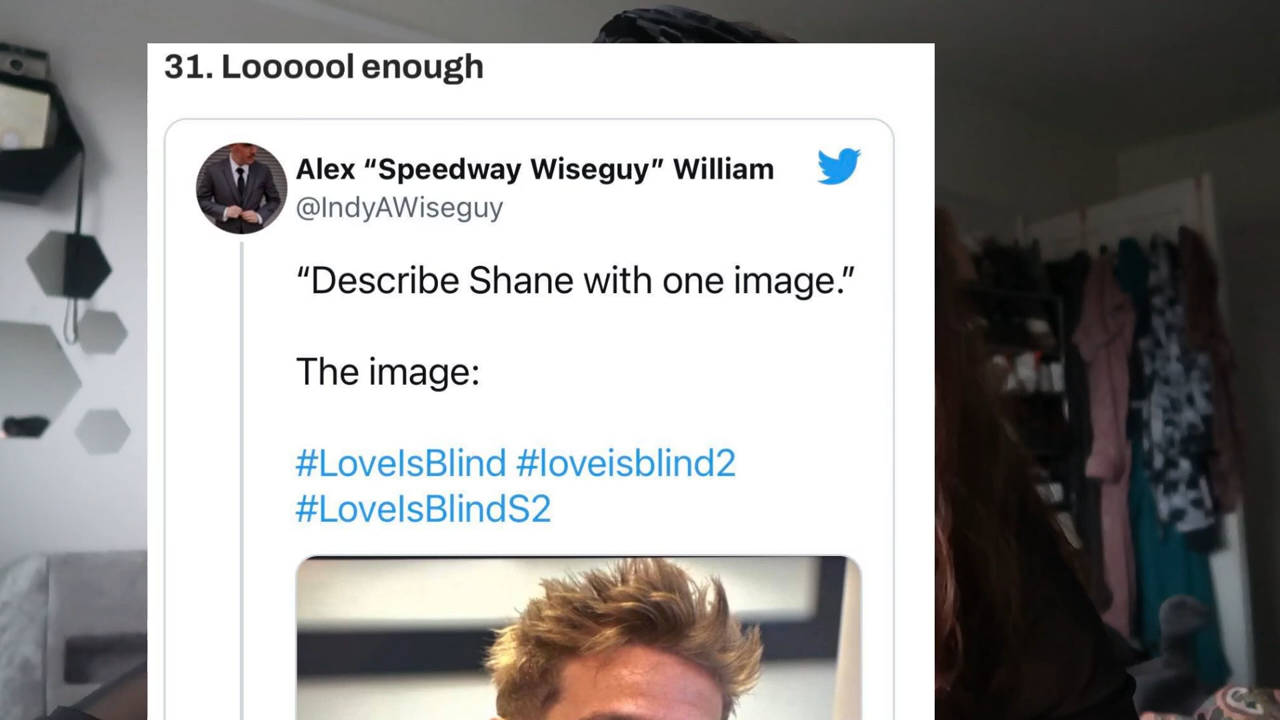 31. Loooool enough
Alex “Speedway Wiseguy” William
@IndyAWiseguy
“Describe Shane with one image.”
The image:
#LoveIsBlind #loveisblind2
#LoveIsBlindS2